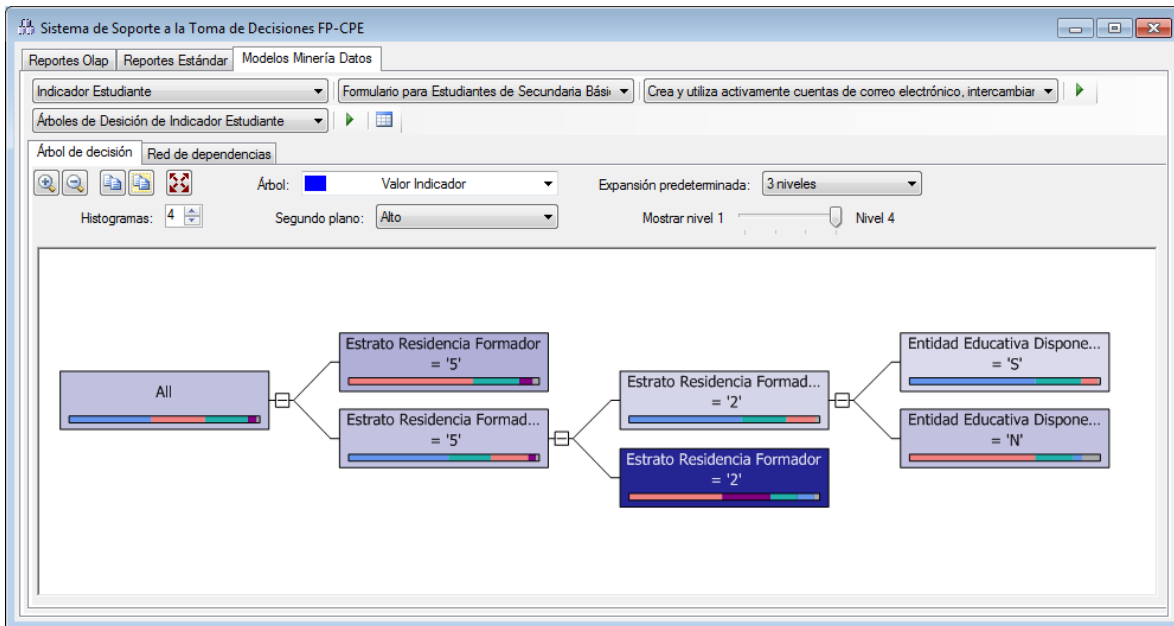 Sistema de Soporte a la Toma de Decisiones FP-CPE
Reportes Olap Reportes Estándar Modelos Minería Datos
Indicador Estudiante Formulario para Estudiantes de Secundaria Bási Crea y utiliza activamente cuentas de correo electrónico, intercambiar
Árboles de Desición de Indicador Estudiante
Árbol de decisión Red de dependencias
Árbol: Valor Indicador Expansión predeterminada: 3 niveles
Histogramas: 4 Segundo plano: Alto Mostrar nivel 1 Nivel 4
All
Estrato Residencia Formador
= '5'
Estrato Residencia Formad...
= '5'
Estrato Residencia Formad...
= '2'
Estrato Residencia Formador
= '2'
Entidad Educativa Dispone...
= 'S'
Entidad Educativa Dispone...
= 'N'